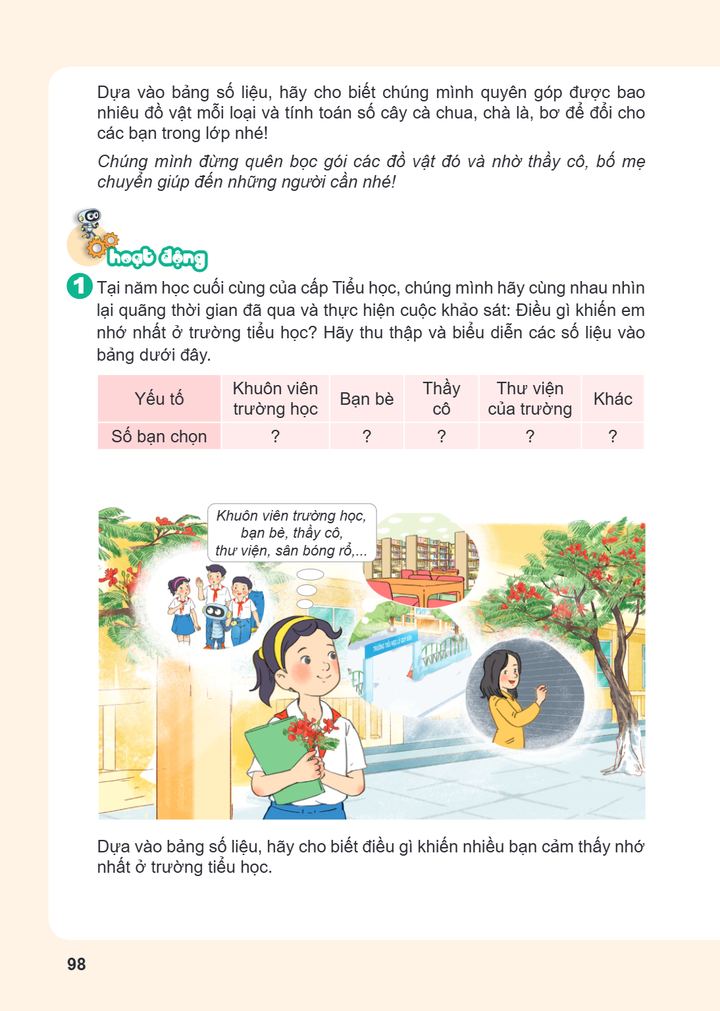 Dựa vào bảng số liệu, hãy cho biết chúng mình quyên góp được bao
nhiêu đồ vật mỗi loại và tính toán số cây cà chua, chà là, bơ để đổi cho
các bạn trong lớp nhé!
Chúng mình đừng quên bọc gói các đồ vật đó và nhờ thầy cô, bố mẹ
chuyển giúp đến những người cần nhé!
hoạt động
1 Tại năm học cuối cùng của cấp Tiểu học, chúng mình hãy cùng nhau nhìn
lại quãng thời gian đã qua và thực hiện cuộc khảo sát: Điều gì khiến em
nhớ nhất ở trường tiểu học? Hãy thu thập và biểu diễn các số liệu vào
bảng dưới đây.
Yếu tố
Khuôn viên
trường học
Bạn bè
Thầy
cô
Thư viện
của trường
Khác
Số bạn chọn ? ? ? ? ?
Khuôn viên trường học,
bạn bè, thầy cô,
thư viện, sân bóng rổ,...
Dựa vào bảng số liệu, hãy cho biết điều gì khiến nhiều bạn cảm thấy nhớ
nhất ở trường tiểu học.
98